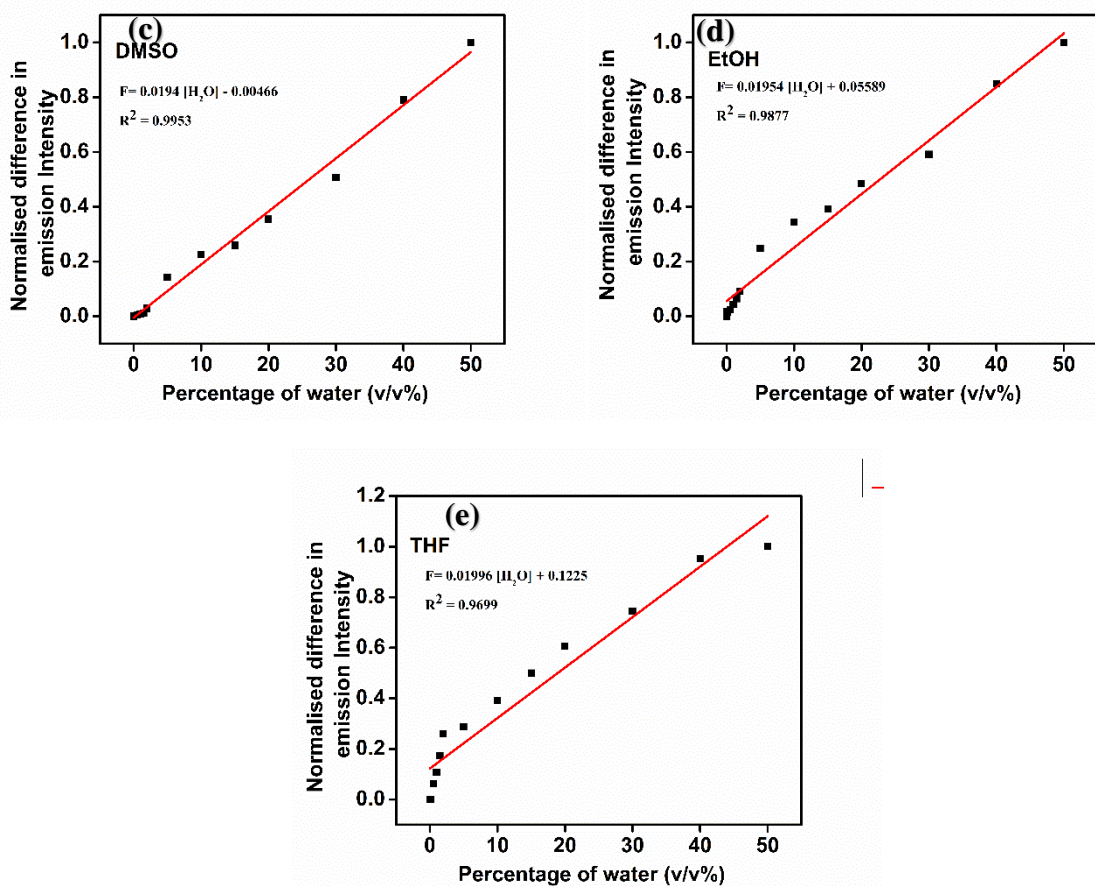 (c)
DMSO
F= 0.0194 [H₂O] - 0.00466
R² = 0.9953
Normalised difference in
emission Intensity
1.0
0.8
0.6
0.4
0.2
0.0
0 10 20 30 40 50
Percentage of water (v/v%)
(d)
EtOH
F= 0.01954 [H₂O] + 0.05589
R² = 0.9877
Normalised difference in
emission Intensity
1.0
0.8
0.6
0.4
0.2
0.0
0 10 20 30 40 50
Percentage of water (v/v%)
(e)
THF
F= 0.01996 [H₂O] + 0.1225
R² = 0.9699
Normalised difference in
emission Intensity
1.2
1.0
0.8
0.6
0.4
0.2
0.0
0 10 20 30 40 50
Percentage of water (v/v%)